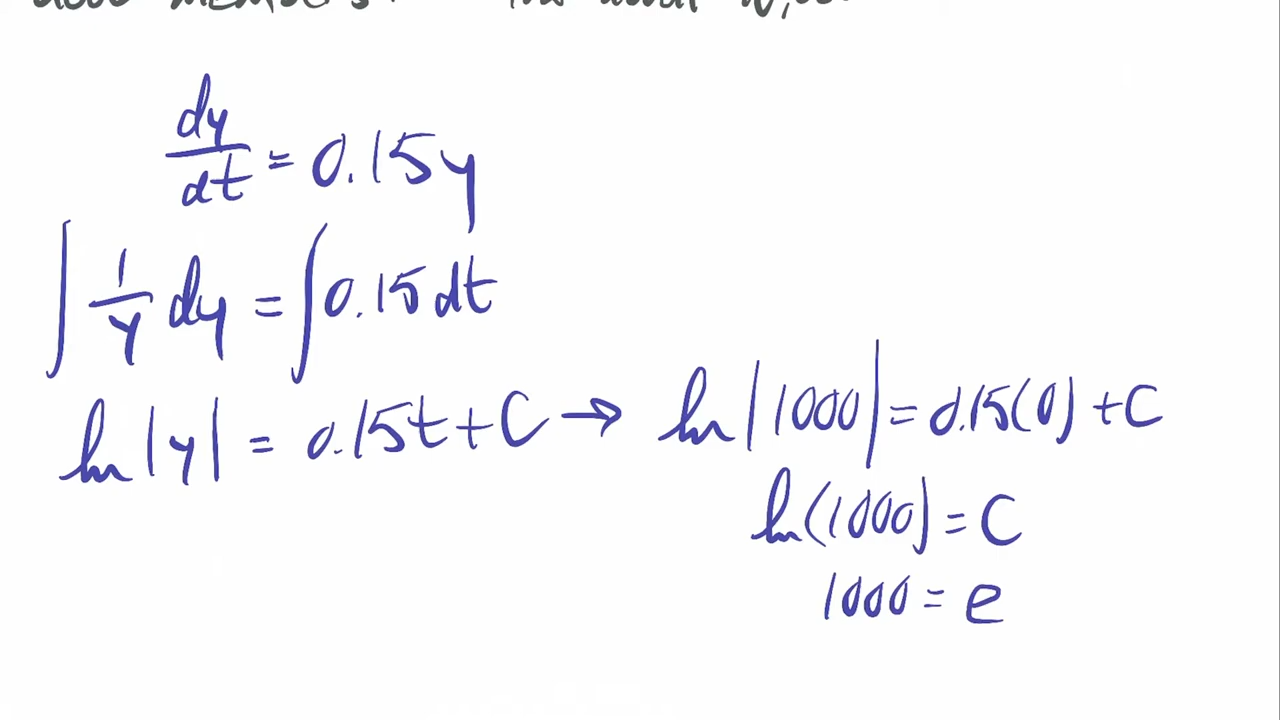 members
dy/dt = 0.15y
∫ 1/y dy = ∫ 0.15 dt
ln |y| = 0.15t + C → ln |1000| = 0.15(0) + C
ln(1000) = C
1000 = e